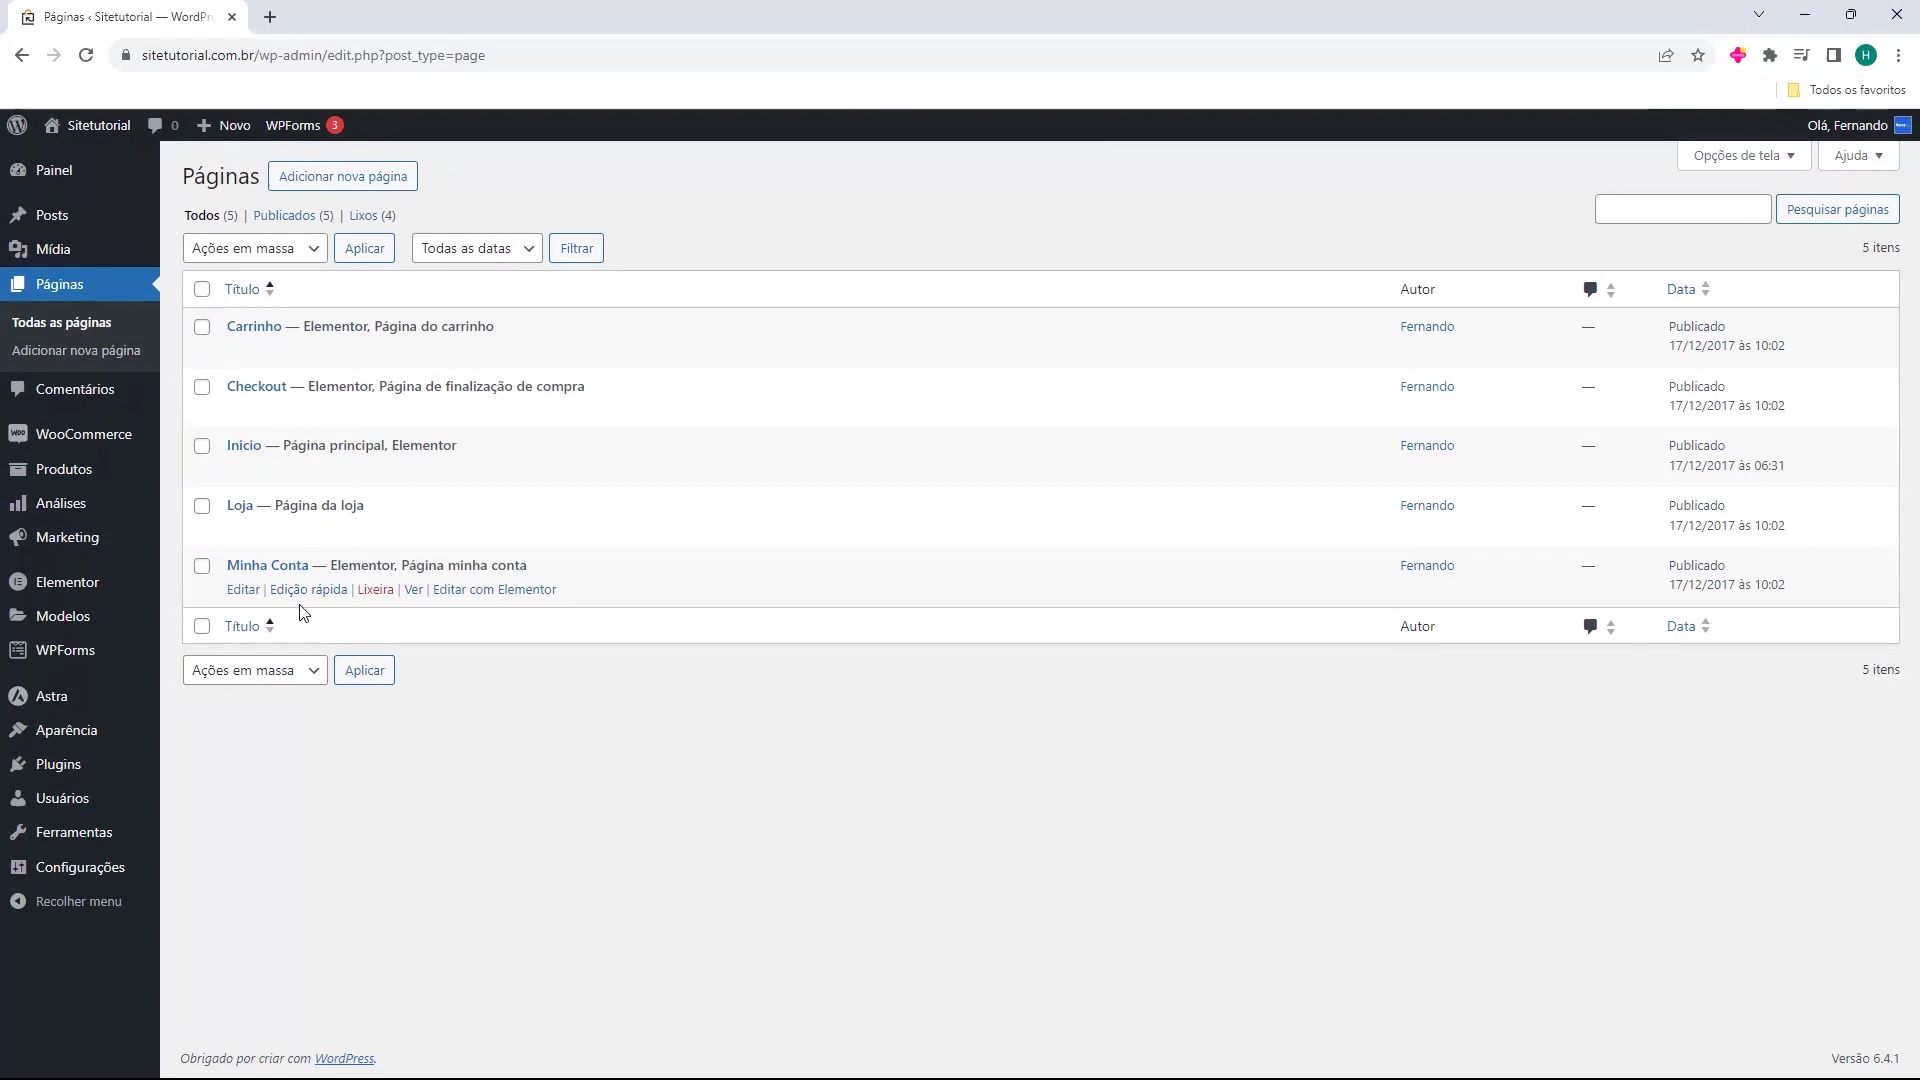 Páginas ‹ Sitetutorial — WordPr
sitetutorial.com.br/wp-admin/edit.php?post_type=page
H
Todos os favoritos
Sitetutorial 0 Novo WPForms 3
Olá, Fernando
Painel
Posts
Mídia
Páginas
Todas as páginas
Adicionar nova página
Comentários
WooCommerce
Produtos
Análises
Marketing
Elementor
Modelos
WPForms
Astra
Aparência
Plugins
Usuários
Ferramentas
Configurações
Recolher menu
Opções de tela Ajuda
Páginas Adicionar nova página
Todos (5) | Publicados (5) | Lixos (4)
Pesquisar páginas
Ações em massa Aplicar Todas as datas Filtrar
5 itens
Título Autor Data
Carrinho — Elementor, Página do carrinho Fernando — Publicado
17/12/2017 às 10:02
Checkout — Elementor, Página de finalização de compra Fernando — Publicado
17/12/2017 às 10:02
Inicio — Página principal, Elementor Fernando — Publicado
17/12/2017 às 06:31
Loja — Página da loja Fernando — Publicado
17/12/2017 às 10:02
Minha Conta — Elementor, Página minha conta Fernando — Publicado
Editar | Edição rápida | Lixeira | Ver | Editar com Elementor 17/12/2017 às 10:02
Título Autor Data
Ações em massa Aplicar
5 itens
Obrigado por criar com WordPress.
Versão 6.4.1